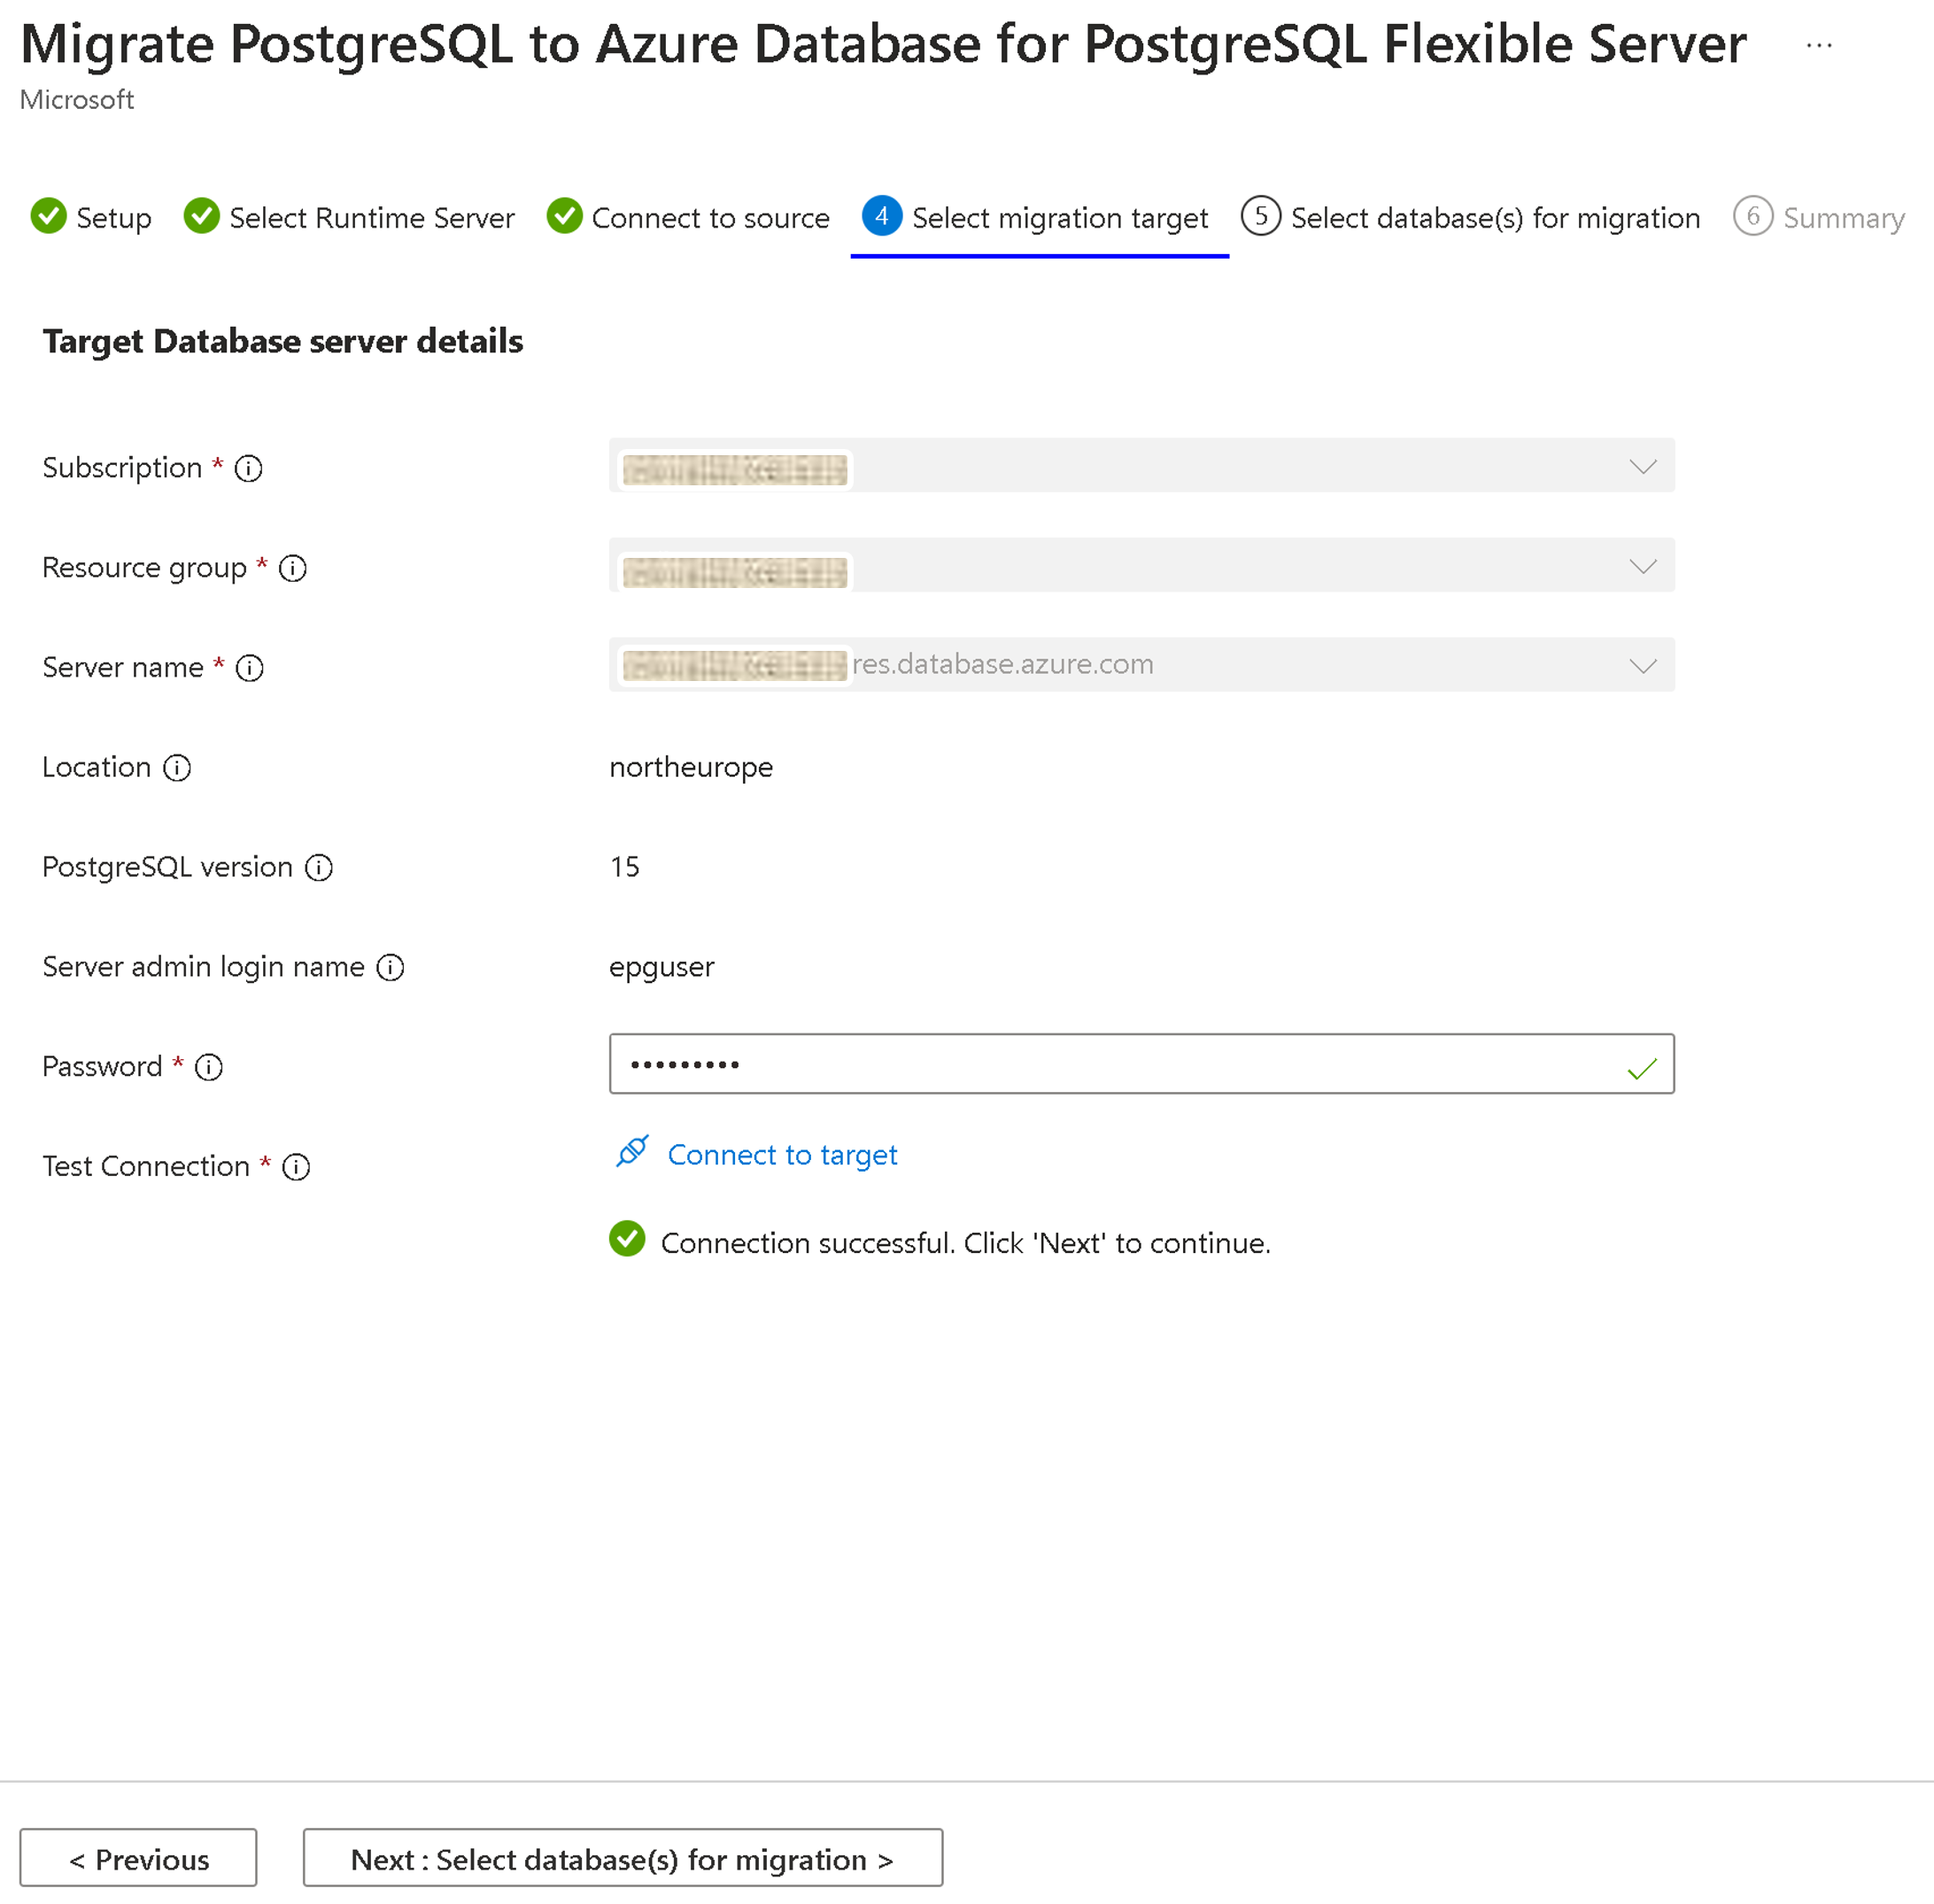 Migrate PostgreSQL to Azure Database for PostgreSQL Flexible Server ...
Microsoft
Setup Select Runtime Server Connect to source 4 Select migration target 5 Select database(s) for migration 6 Summary
Target Database server details
Subscription *
Resource group *
Server name * res.database.azure.com
Location northeurope
PostgreSQL version 15
Server admin login name epguser
Password * •••••••••
Test Connection * Connect to target
Connection successful. Click 'Next' to continue.
< Previous Next : Select database(s) for migration >